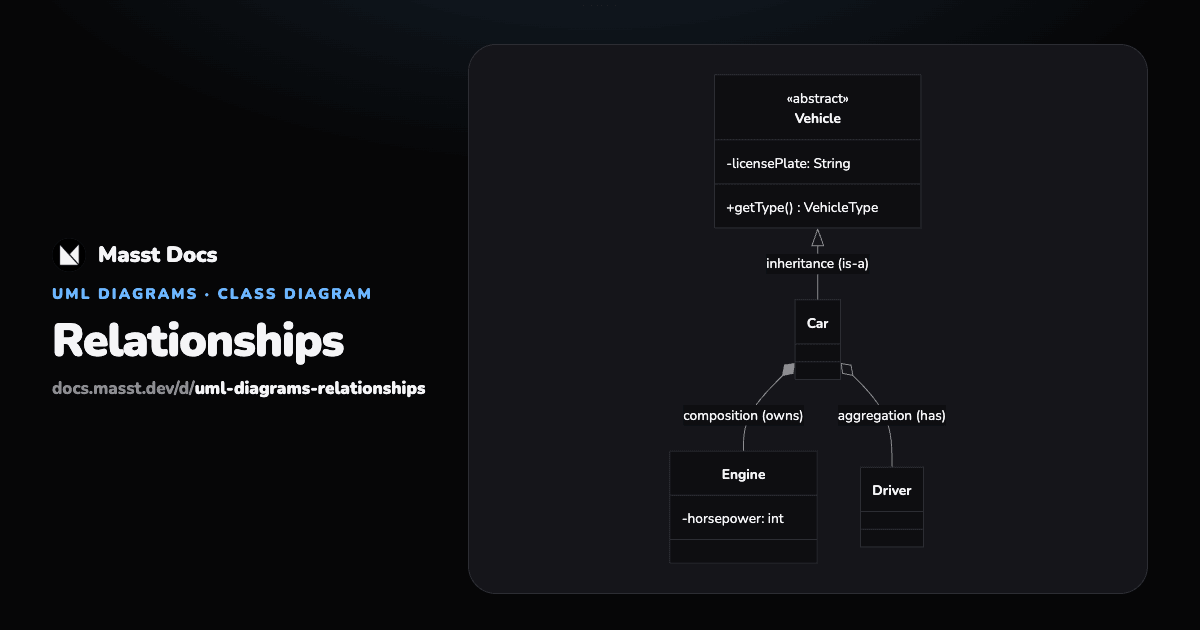 Masst Docs
UML DIAGRAMS · CLASS DIAGRAM
Relationships
docs.masst.dev/d/uml-diagrams-relationships
«abstract»
Vehicle
-licensePlate: String
+getType() : VehicleType
inheritance (is-a)
Car
composition (owns)
aggregation (has)
Engine
-horsepower: int
Driver